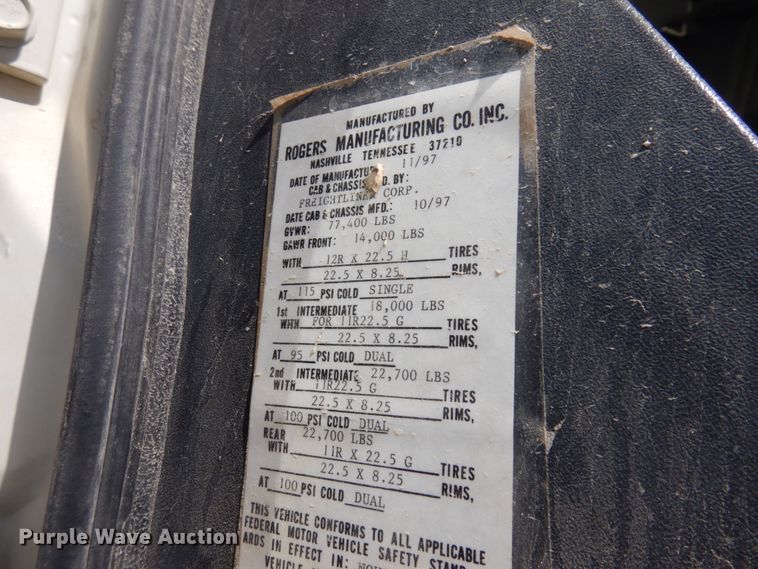 MANUFACTURED BY
ROGERS MANUFACTURING CO. INC.
NASHVILLE TENNESSEE 37210
DATE OF MANUFACTURE 11/97
CAB & CHASSIS BY:
FREIGHTLINER CORP.
DATE CAB & CHASSIS MFD.: 10/97
GVWR: 77,400 LBS
GAWR FRONT: 14,000 LBS
WITH 12R X 22.5 H TIRES
22.5 X 8.25 RIMS,
AT 115 PSI COLD SINGLE
1st INTERMEDIATE 18,000 LBS
WITH FOR 11R22.5 G TIRES
22.5 X 8.25 RIMS,
AT 95 PSI COLD DUAL
2nd INTERMEDIATE 22,700 LBS
WITH 11R22.5 G TIRES
22.5 X 8.25 RIMS,
AT 100 PSI COLD DUAL
REAR 22,700 LBS
WITH 11R X 22.5 G TIRES
22.5 X 8.25 RIMS,
AT 100 PSI COLD DUAL
THIS VEHICLE CONFORMS TO ALL APPLICABLE
FEDERAL MOTOR VEHICLE SAFETY STAND-
ARDS IN EFFECT IN:
VEHICLE
Purple Wave Auction